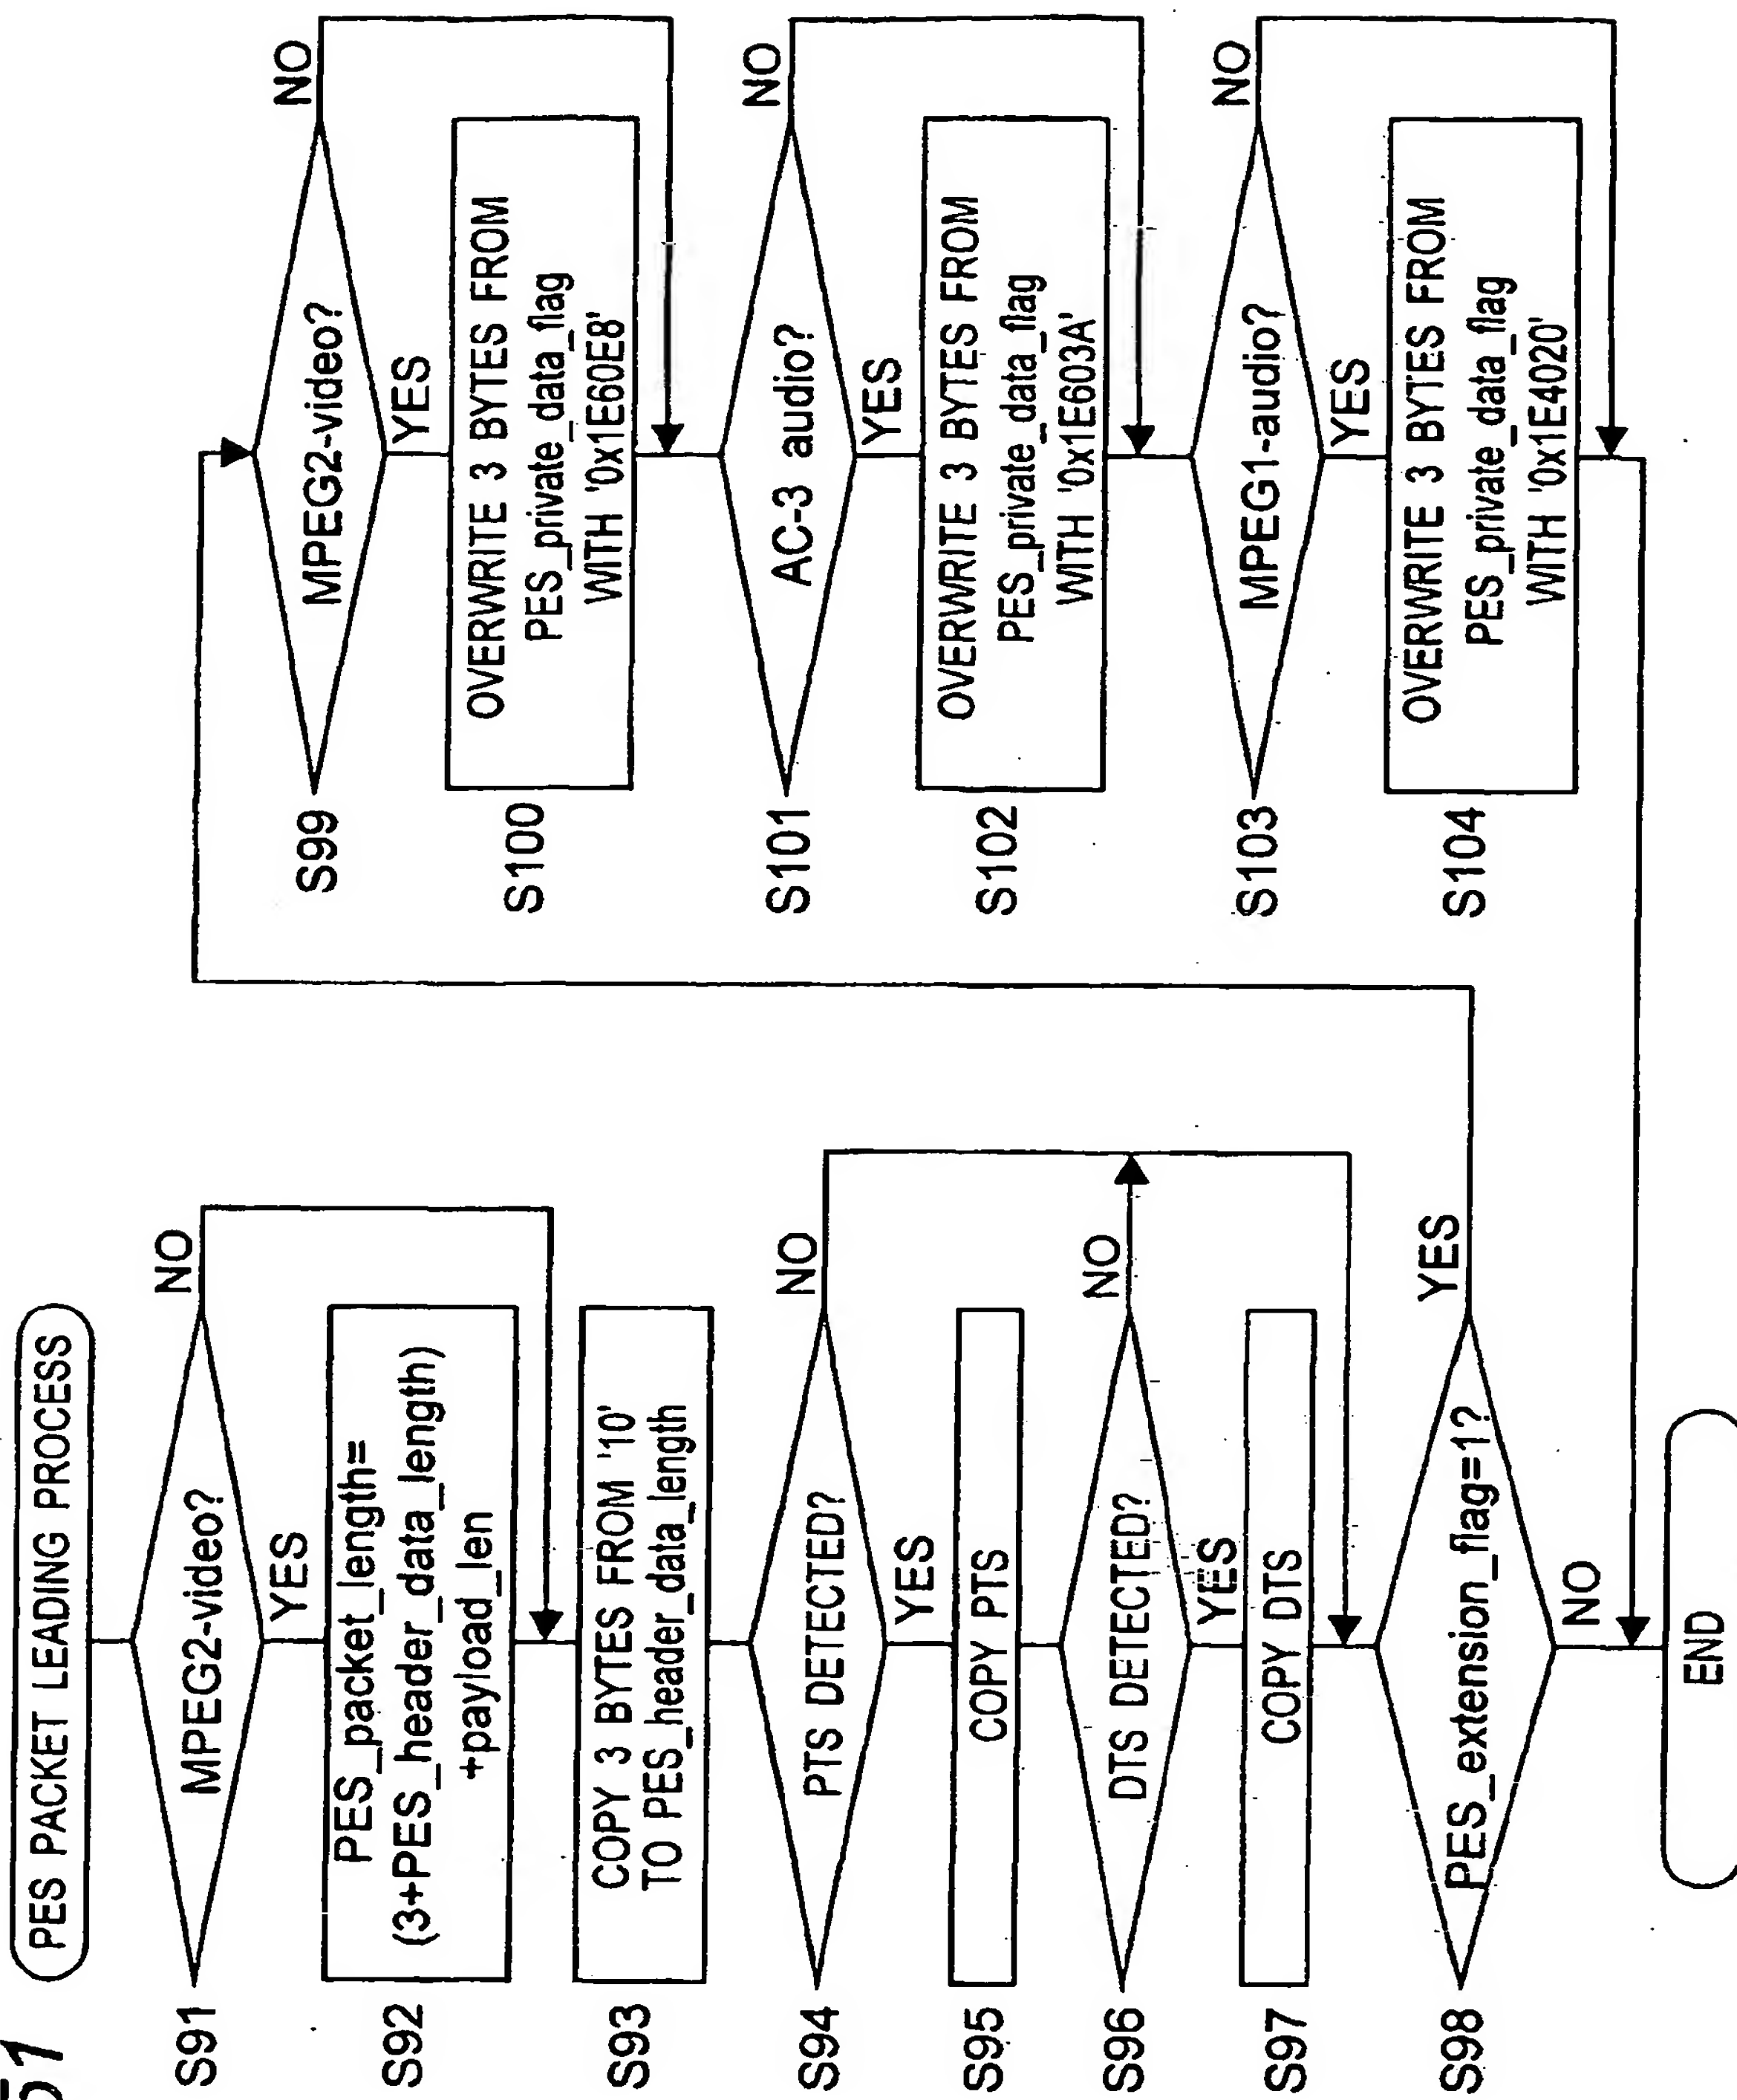 51
PES PACKET LEADING PROCESS
S91
MPEG2-video?
NO
YES
S92
PES_packet_length=
(3+PES_header_data_length)
+payload_len
S93
COPY 3 BYTES FROM '10'
TO PES_header_data_length
S94
PTS DETECTED?
NO
YES
S95
COPY PTS
S96
DTS DETECTED?
NO
YES
S97
COPY DTS
S98
PES_extension_flag=1?
YES
NO
END
S99
MPEG2-video?
NO
YES
S100
OVERWRITE 3 BYTES FROM
PES_private_data_flag
WITH '0x1E60E8'
S101
AC-3 audio?
NO
YES
S102
OVERWRITE 3 BYTES FROM
PES_private_data_flag
WITH '0x1E603A'
S103
MPEG1-audio?
NO
YES
S104
OVERWRITE 3 BYTES FROM
PES_private_data_flag
WITH '0x1E4020'